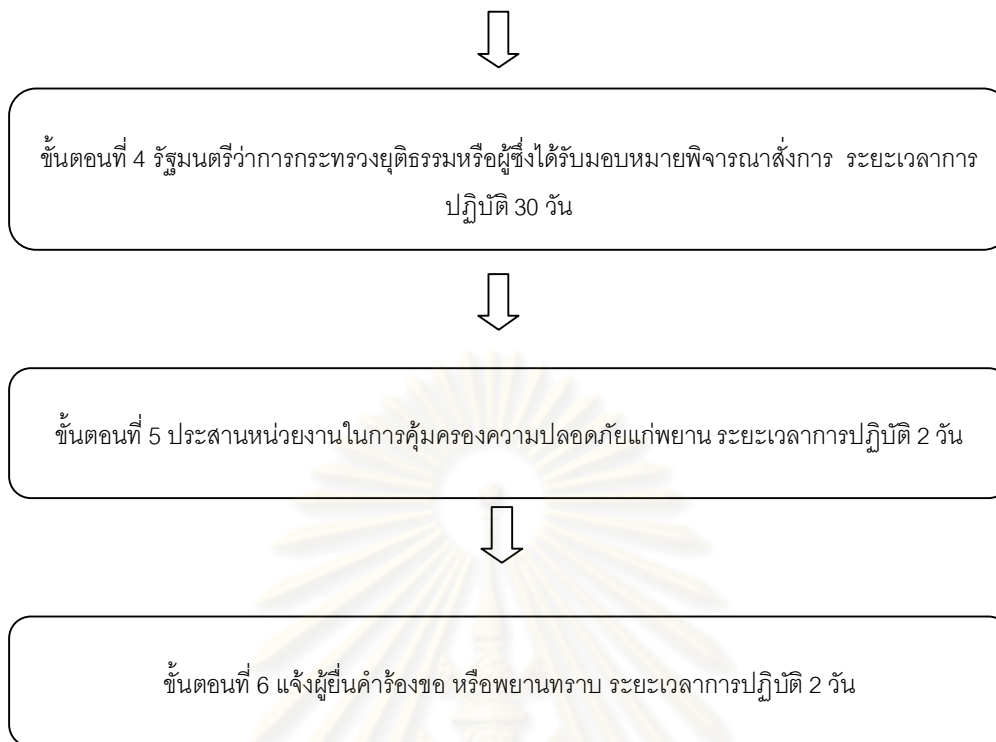 ขั้นตอนที่ 4 รัฐมนตรีว่าการกระทรวงยุติธรรมหรือผู้ซึ่งได้รับมอบหมายพิจารณาสั่งการ ระยะเวลาการ
ปฏิบัติ 30 วัน
ขั้นตอนที่ 5 ประสานหน่วยงานในการคุ้มครองความปลอดภัยแก่พยาน ระยะเวลาการปฏิบัติ 2 วัน
ขั้นตอนที่ 6 แจ้งผู้ยื่นคำร้องขอ หรือพยานทราบ ระยะเวลาการปฏิบัติ 2 วัน